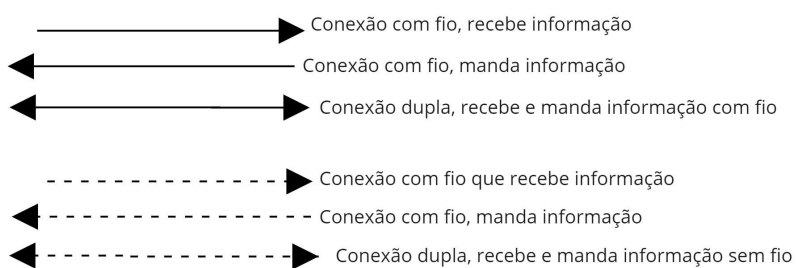 Conexão com fio, recebe informação
Conexão com fio, manda informação
Conexão dupla, recebe e manda informação com fio
Conexão com fio que recebe informação
Conexão com fio, manda informação
Conexão dupla, recebe e manda informação sem fio